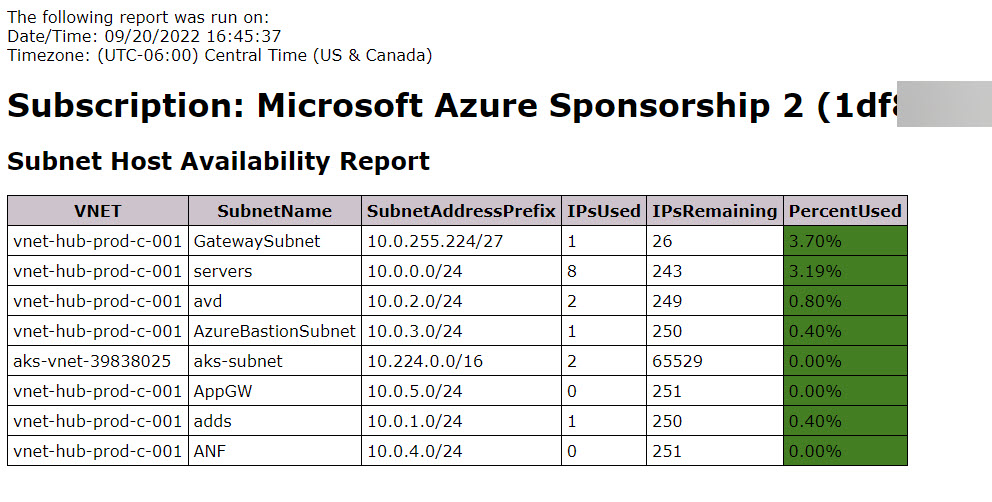 The following report was run on:
Date/Time: 09/20/2022 16:45:37
Timezone: (UTC-06:00) Central Time (US & Canada)
Subscription: Microsoft Azure Sponsorship 2 (1df8
Subnet Host Availability Report
VNET SubnetName SubnetAddressPrefix IPsUsed IPsRemaining PercentUsed
vnet-hub-prod-c-001 GatewaySubnet 10.0.255.224/27 1 26 3.70%
vnet-hub-prod-c-001 servers 10.0.0.0/24 8 243 3.19%
vnet-hub-prod-c-001 avd 10.0.2.0/24 2 249 0.80%
vnet-hub-prod-c-001 AzureBastionSubnet 10.0.3.0/24 1 250 0.40%
aks-vnet-39838025 aks-subnet 10.224.0.0/16 2 65529 0.00%
vnet-hub-prod-c-001 AppGW 10.0.5.0/24 0 251 0.00%
vnet-hub-prod-c-001 adds 10.0.1.0/24 1 250 0.40%
vnet-hub-prod-c-001 ANF 10.0.4.0/24 0 251 0.00%